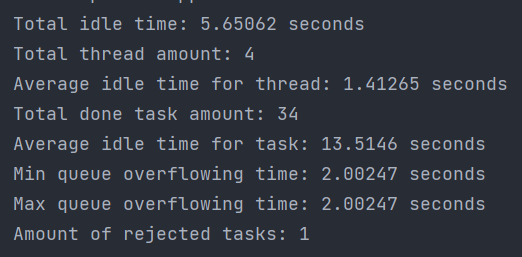 Total idle time: 5.65062 seconds
Total thread amount: 4
Average idle time for thread: 1.41265 seconds
Total done task amount: 34
Average idle time for task: 13.5146 seconds
Min queue overflowing time: 2.00247 seconds
Max queue overflowing time: 2.00247 seconds
Amount of rejected tasks: 1